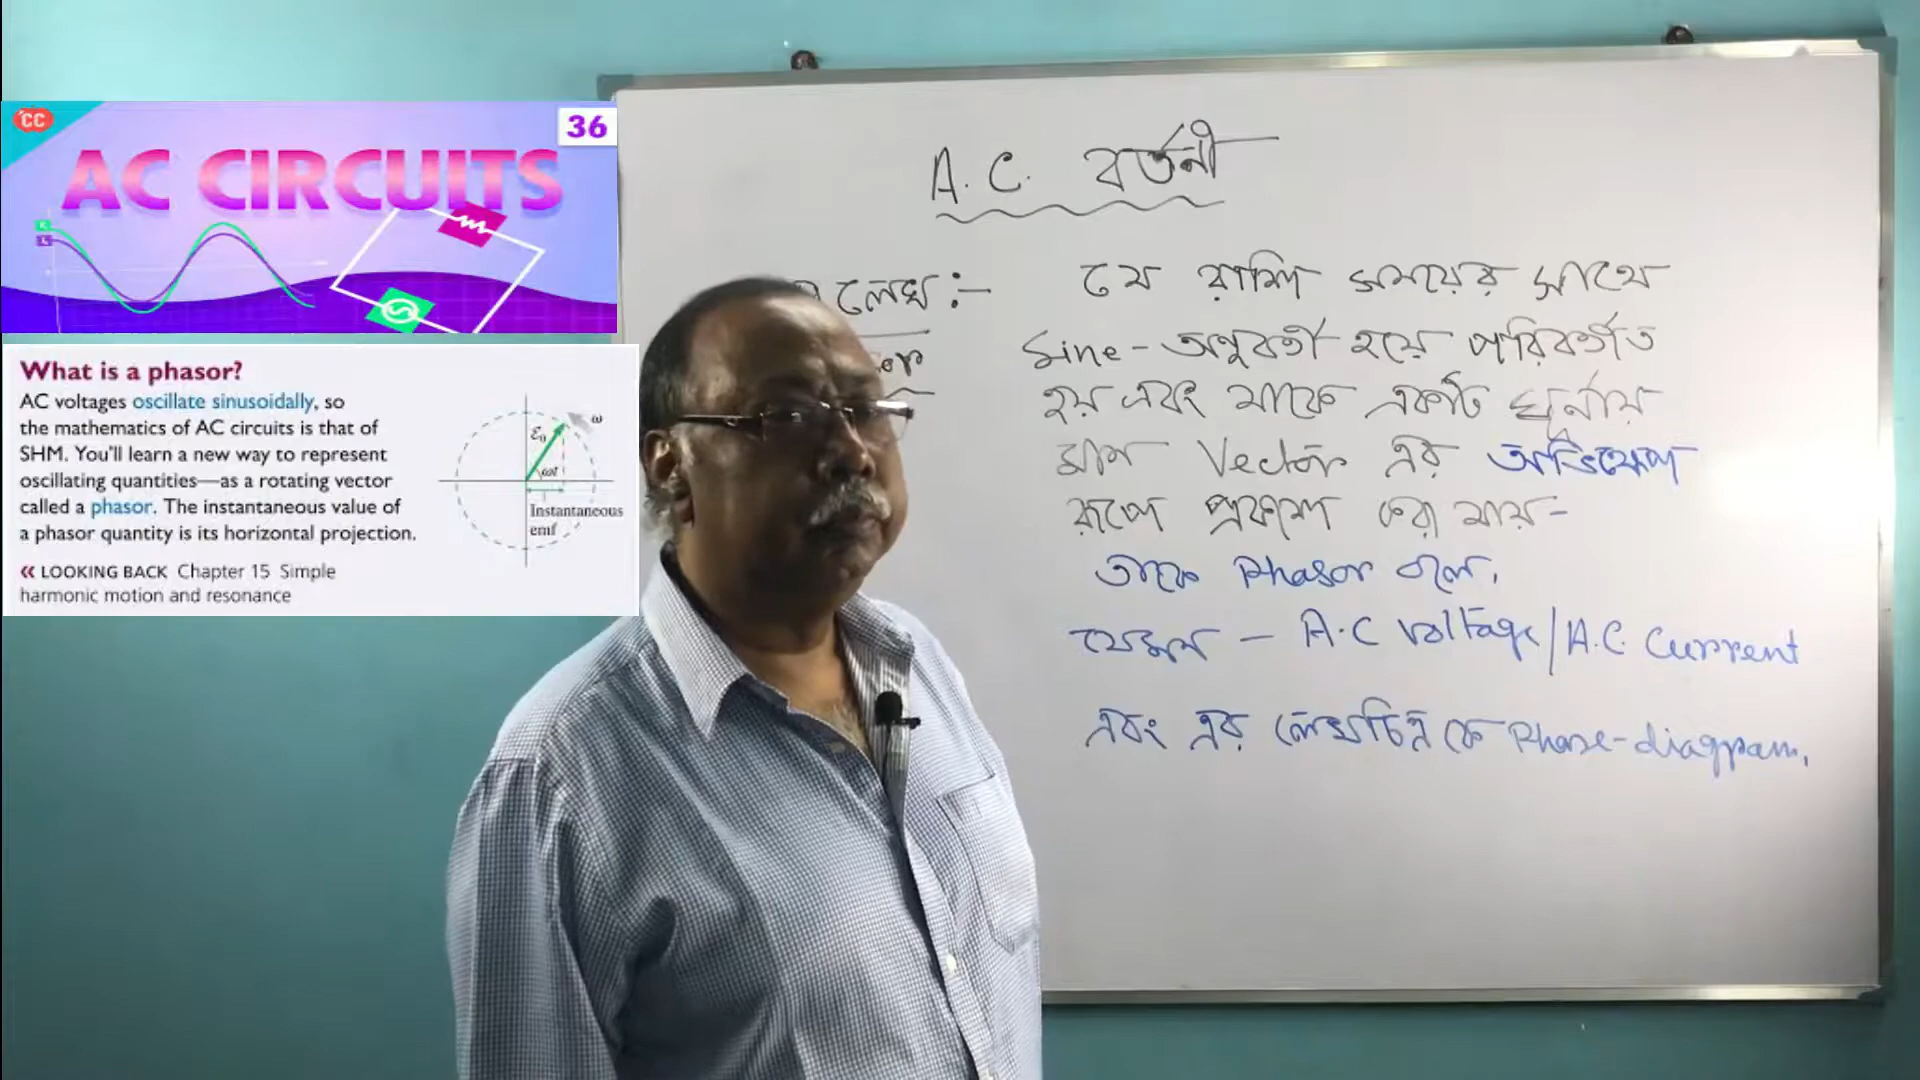 CC
36
AC CIRCUITS
What is a phasor?
AC voltages oscillate sinusoidally, so
the mathematics of AC circuits is that of
SHM. You'll learn a new way to represent
oscillating quantities—as a rotating vector
called a phasor. The instantaneous value of
a phasor quantity is its horizontal projection.
« LOOKING BACK Chapter 15 Simple
harmonic motion and resonance
ε₀
ω
ωt
Instantaneous
emf
A. C. বর্তনী
লেখ :–
যে রাশি সময়ের সাথে
Sine - অনুবর্তী হয়ে পরিবর্তীত
হয় এবং যাকে একটি ঘূর্নায়
মান Vector এর অভিক্ষেপ
রূপে প্রকাশ করা যায় -
তাকে Phasor বলে.
যেমন – A.C Voltage/A.C. Current
এবং এর লেখচিত্র কে Phase-diagram.